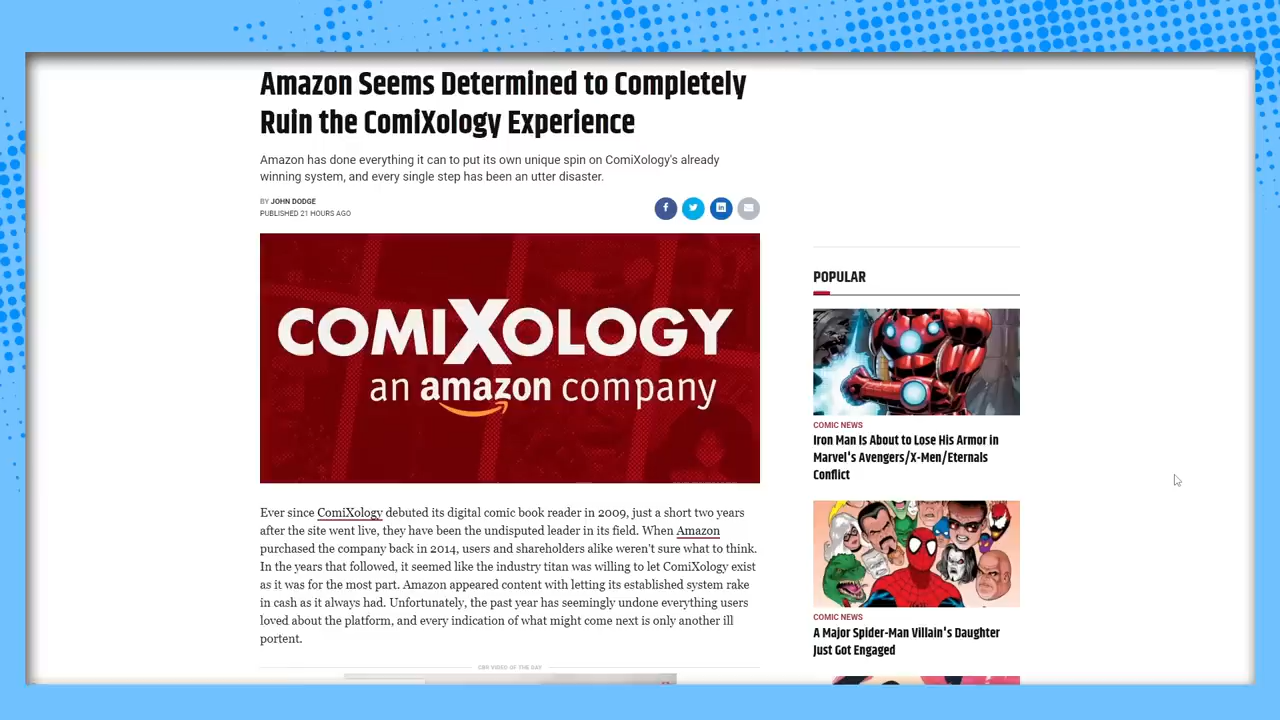 Amazon Seems Determined to Completely
Ruin the ComiXology Experience
Amazon has done everything it can to put its own unique spin on ComiXology's already
winning system, and every single step has been an utter disaster.
BY JOHN DODGE
PUBLISHED 21 HOURS AGO
COMIXOLOGY
an amazon company
Ever since ComiXology debuted its digital comic book reader in 2009, just a short two years
after the site went live, they have been the undisputed leader in its field. When Amazon
purchased the company back in 2014, users and shareholders alike weren't sure what to think.
In the years that followed, it seemed like the industry titan was willing to let ComiXology exist
as it was for the most part. Amazon appeared content with letting its established system rake
in cash as it always had. Unfortunately, the past year has seemingly undone everything users
loved about the platform, and every indication of what might come next is only another ill
portent.
CBR VIDEO OF THE DAY
POPULAR
COMIC NEWS
Iron Man Is About to Lose His Armor in
Marvel's Avengers/X-Men/Eternals
Conflict
COMIC NEWS
A Major Spider-Man Villain's Daughter
Just Got Engaged